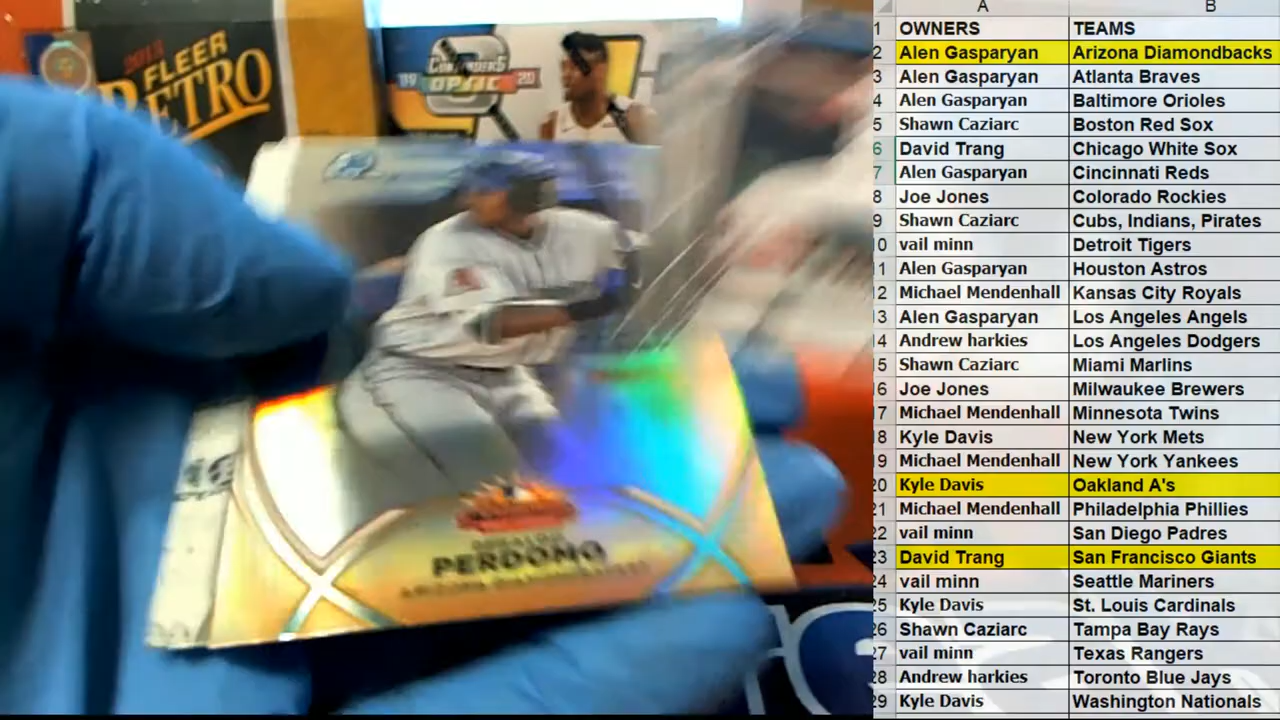 2013
FLEER
RETRO
CONTENDERS
OPTIC
19 20
PERDOMO
A B
1 OWNERS TEAMS
2 Alen Gasparyan Arizona Diamondbacks
3 Alen Gasparyan Atlanta Braves
4 Alen Gasparyan Baltimore Orioles
5 Shawn Caziarc Boston Red Sox
6 David Trang Chicago White Sox
7 Alen Gasparyan Cincinnati Reds
8 Joe Jones Colorado Rockies
9 Shawn Caziarc Cubs, Indians, Pirates
10 vail minn Detroit Tigers
11 Alen Gasparyan Houston Astros
12 Michael Mendenhall Kansas City Royals
13 Alen Gasparyan Los Angeles Angels
14 Andrew harkies Los Angeles Dodgers
15 Shawn Caziarc Miami Marlins
16 Joe Jones Milwaukee Brewers
17 Michael Mendenhall Minnesota Twins
18 Kyle Davis New York Mets
19 Michael Mendenhall New York Yankees
20 Kyle Davis Oakland A's
21 Michael Mendenhall Philadelphia Phillies
22 vail minn San Diego Padres
23 David Trang San Francisco Giants
24 vail minn Seattle Mariners
25 Kyle Davis St. Louis Cardinals
26 Shawn Caziarc Tampa Bay Rays
27 vail minn Texas Rangers
28 Andrew harkies Toronto Blue Jays
29 Kyle Davis Washington Nationals